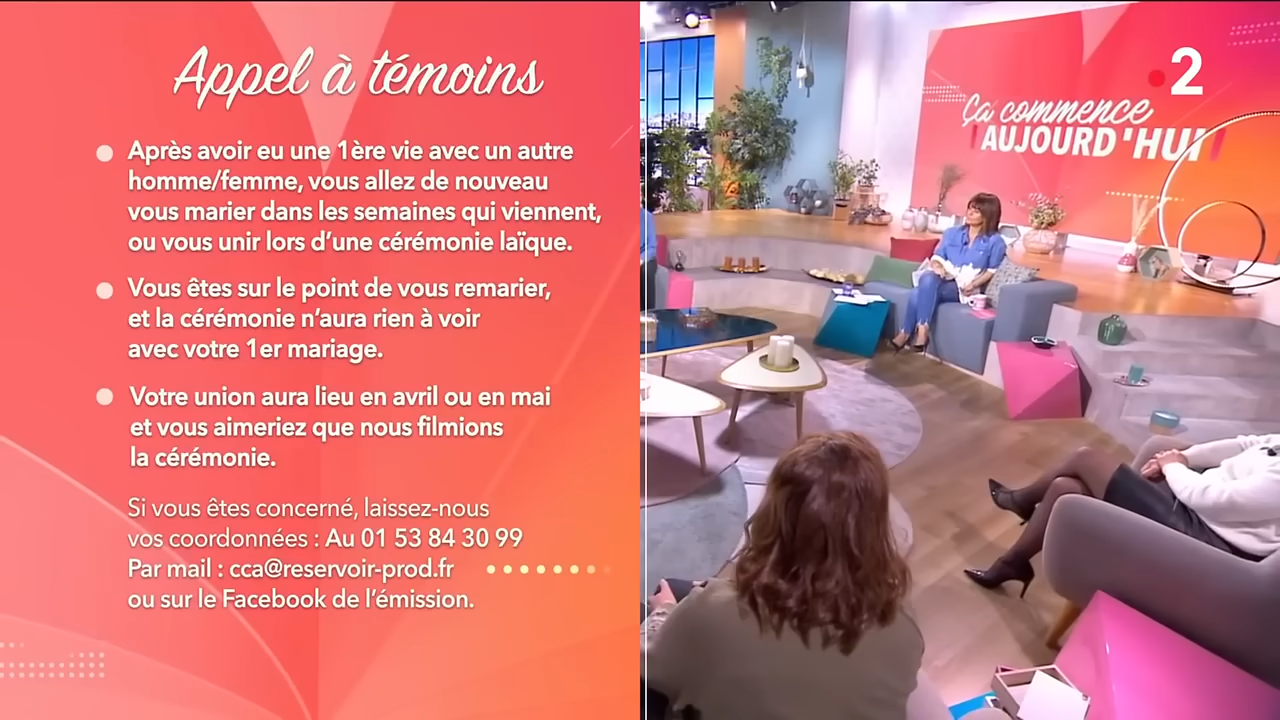 Appel à témoins
Après avoir eu une 1ère vie avec un autre
homme/femme, vous allez de nouveau
vous marier dans les semaines qui viennent,
ou vous unir lors d'une cérémonie laïque.
Vous êtes sur le point de vous remarier,
et la cérémonie n'aura rien à voir
avec votre 1er mariage.
Votre union aura lieu en avril ou en mai
et vous aimeriez que nous filmions
la cérémonie.
Si vous êtes concerné, laissez-nous
vos coordonnées : Au 01 53 84 30 99
Par mail : cca@reservoir-prod.fr
ou sur le Facebook de l'émission.
2
Ça commence
AUJOURD'HUI